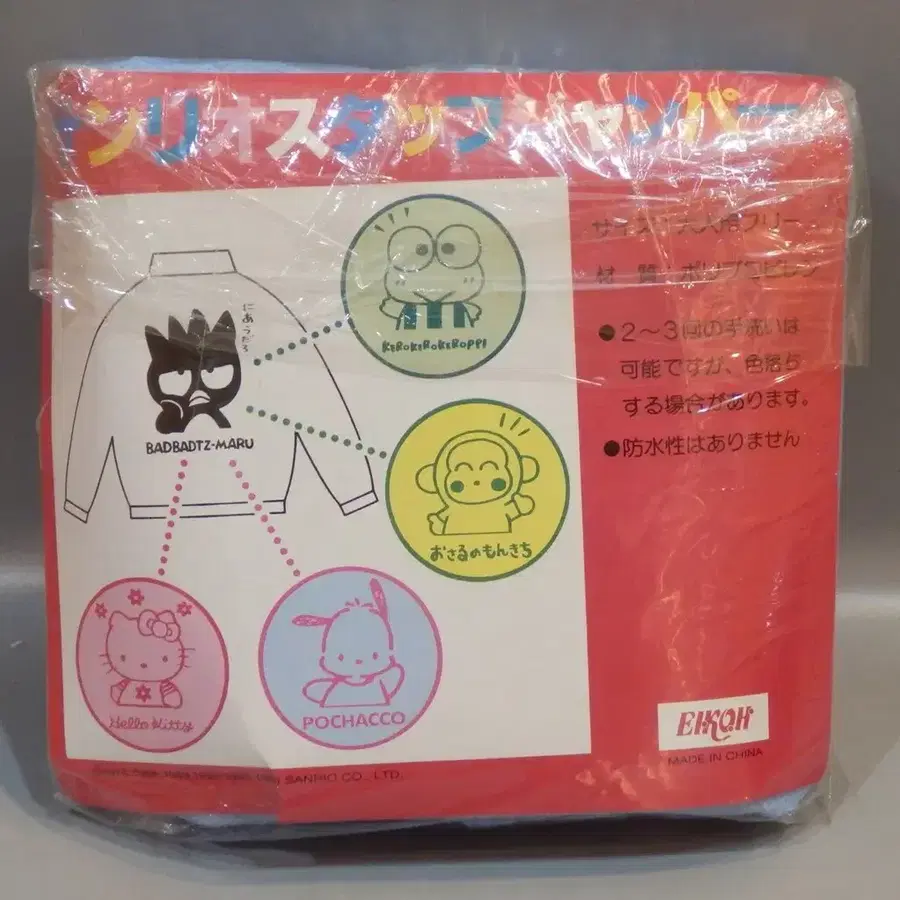 サンリオスタッフジャンパー
サイズ：大人用フリー
材 質：ポリプロピレン
●2〜3回の手洗いは
可能ですが、色落ち
する場合があります。
●防水性はありません
にあうだろ
BADBADTZ-MARU
KEROKEROKEROPPI
おさるのもんきち
Hello Kitty
POCHACCO
SANRIO CO., LTD.
EIKOH
MADE IN CHINA